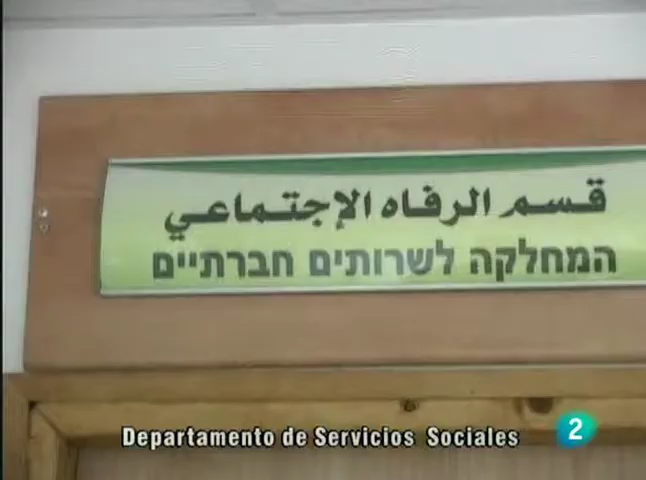 قسم الرفاه الإجتماعي
המחלקה לשרותים חברתיים
Departamento de Servicios Sociales
2